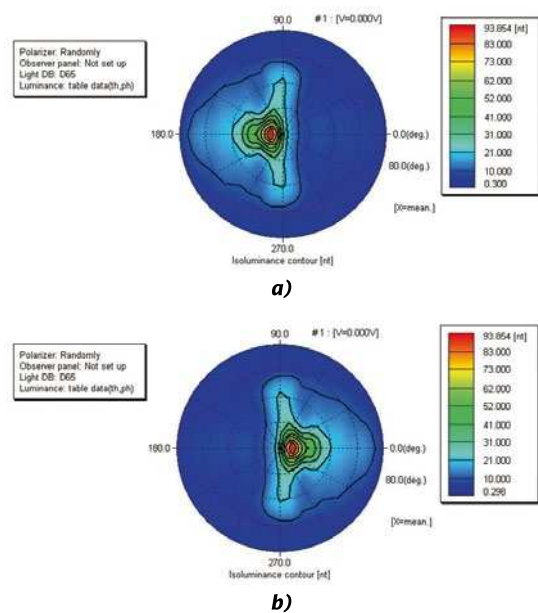 90.0
#1 : [V=0.000V]
Polarizer: Randomly
Observer panel: Not set up
Light DB: D65
Luminance: table data(th,ph)
180.0
0.0(deg.)
80.0(deg.)
[X=mean.]
270.0
Isoluminance contour [nt]
93.854 [nt]
83.000
73.000
62.000
52.000
41.000
31.000
21.000
10.000
0.300
a)
90.0
#1 : [V=0.000V]
Polarizer: Randomly
Observer panel: Not set up
Light DB: D65
Luminance: table data(th,ph)
180.0
0.0(deg.)
80.0(deg.)
[X=mean.]
270.0
Isoluminance contour [nt]
93.854 [nt]
83.000
73.000
62.000
52.000
41.000
31.000
21.000
10.000
0.298
b)